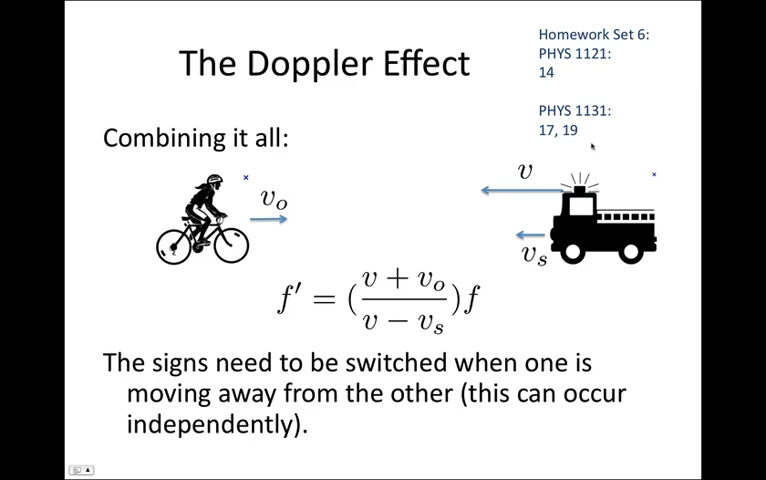 The Doppler Effect
Homework Set 6:
PHYS 1121:
14
PHYS 1131:
17, 19
Combining it all:
v
v_o
v_s
f' = (\frac{v + v_o}{v - v_s})f
The signs need to be switched when one is
moving away from the other (this can occur
independently).